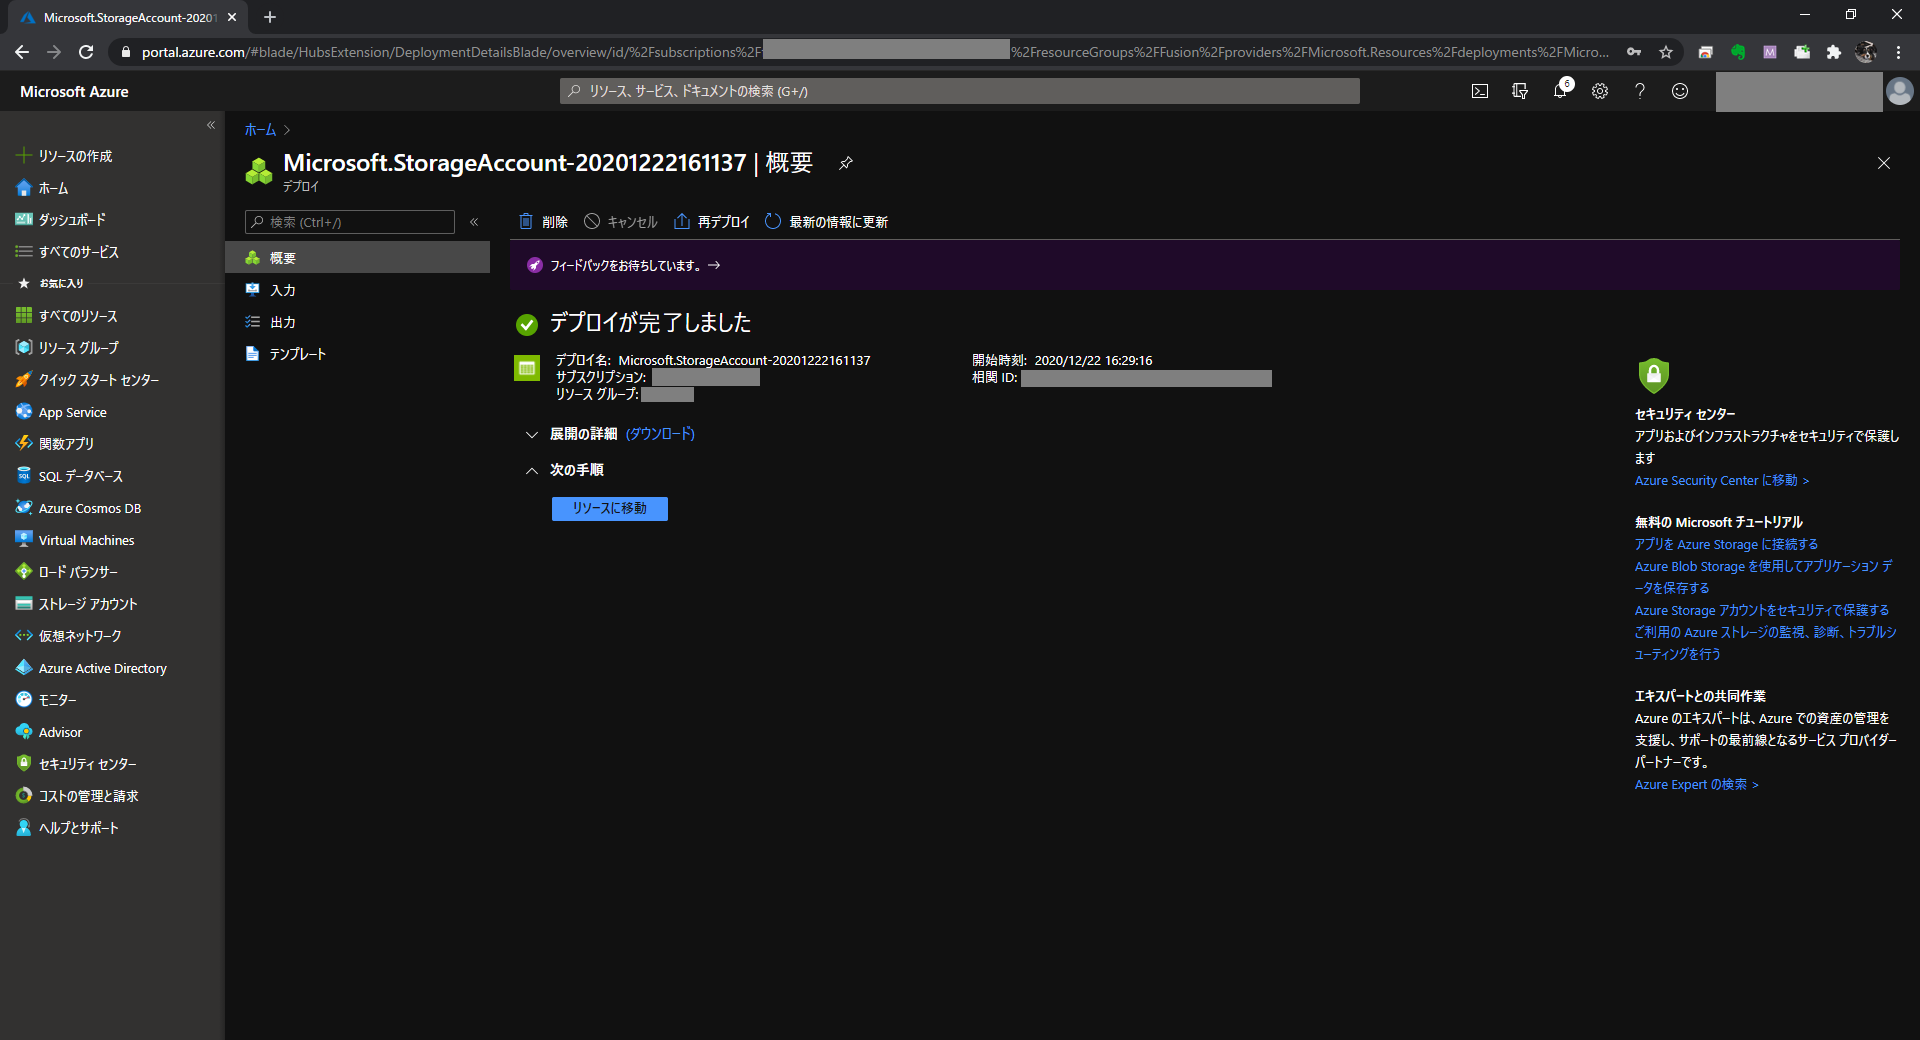 Microsoft.StorageAccount-20201
portal.azure.com/#blade/HubsExtension/DeploymentDetailsBlade/overview/id/%2Fsubscriptions%2F
%2FresourceGroups%2FFusion%2Fproviders%2FMicrosoft.Resources%2Fdeployments%2FMicro...
Microsoft Azure
リソース、サービス、ドキュメントの検索 (G+/)
6
リソースの作成
ホーム
ダッシュボード
すべてのサービス
お気に入り
すべてのリソース
リソース グループ
クイック スタート センター
App Service
関数アプリ
SQL データベース
Azure Cosmos DB
Virtual Machines
ロード バランサー
ストレージ アカウント
仮想ネットワーク
Azure Active Directory
モニター
Advisor
セキュリティ センター
コストの管理と請求
ヘルプとサポート
ホーム
Microsoft.StorageAccount-20201222161137 | 概要
デプロイ
検索 (Ctrl+/)
概要
入力
出力
テンプレート
削除
キャンセル
再デプロイ
最新の情報に更新
フィードバックをお待ちしています。 →
デプロイが完了しました
デプロイ名: Microsoft.StorageAccount-20201222161137
サブスクリプション:
リソース グループ:
開始時刻: 2020/12/22 16:29:16
相関 ID:
展開の詳細 (ダウンロード)
次の手順
リソースに移動
セキュリティ センター
アプリおよびインフラストラクチャをセキュリティで保護し
ます
Azure Security Center に移動 >
無料の Microsoft チュートリアル
アプリを Azure Storage に接続する
Azure Blob Storage を使用してアプリケーション デ
ータを保存する
Azure Storage アカウントをセキュリティで保護する
ご利用の Azure ストレージの監視、診断、トラブルシ
ューティングを行う
エキスパートとの共同作業
Azure のエキスパートは、Azure での資産の管理を
支援し、サポートの最前線となるサービス プロバイダー
パートナーです。
Azure Expert の検索 >